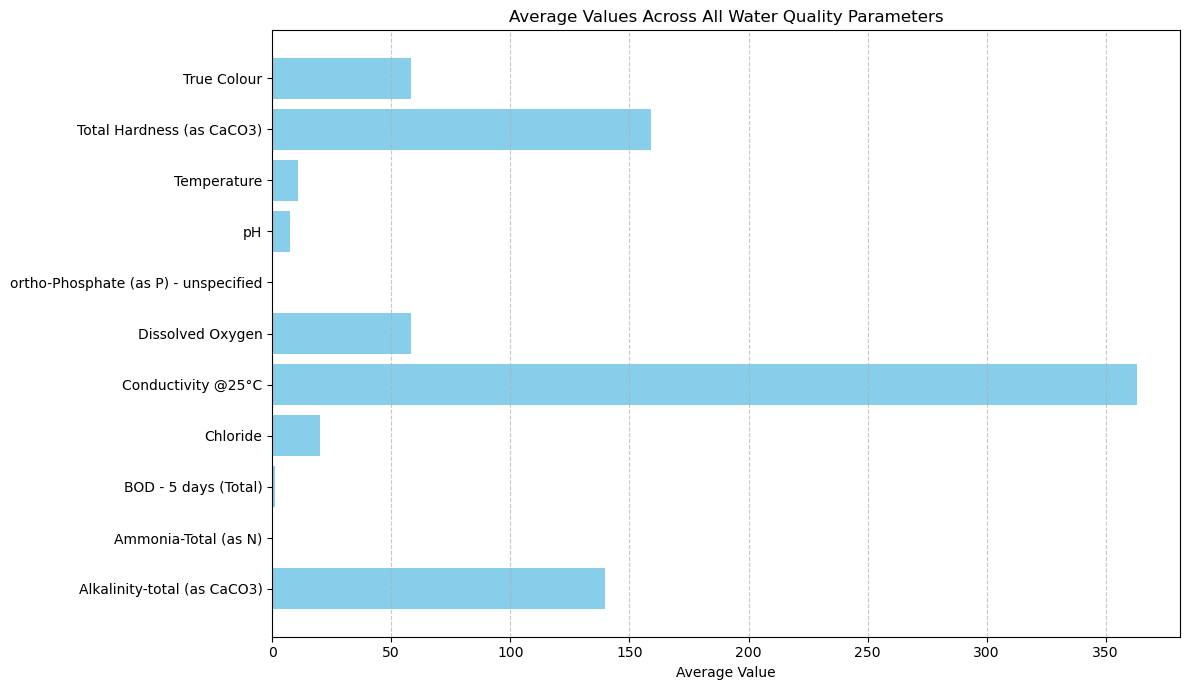 Average Values Across All Water Quality Parameters
True Colour
Total Hardness (as CaCO3)
Temperature
pH
ortho-Phosphate (as P) - unspecified
Dissolved Oxygen
Conductivity @25°C
Chloride
BOD - 5 days (Total)
Ammonia-Total (as N)
Alkalinity-total (as CaCO3)
0 50 100 150 200 250 300 350
Average Value